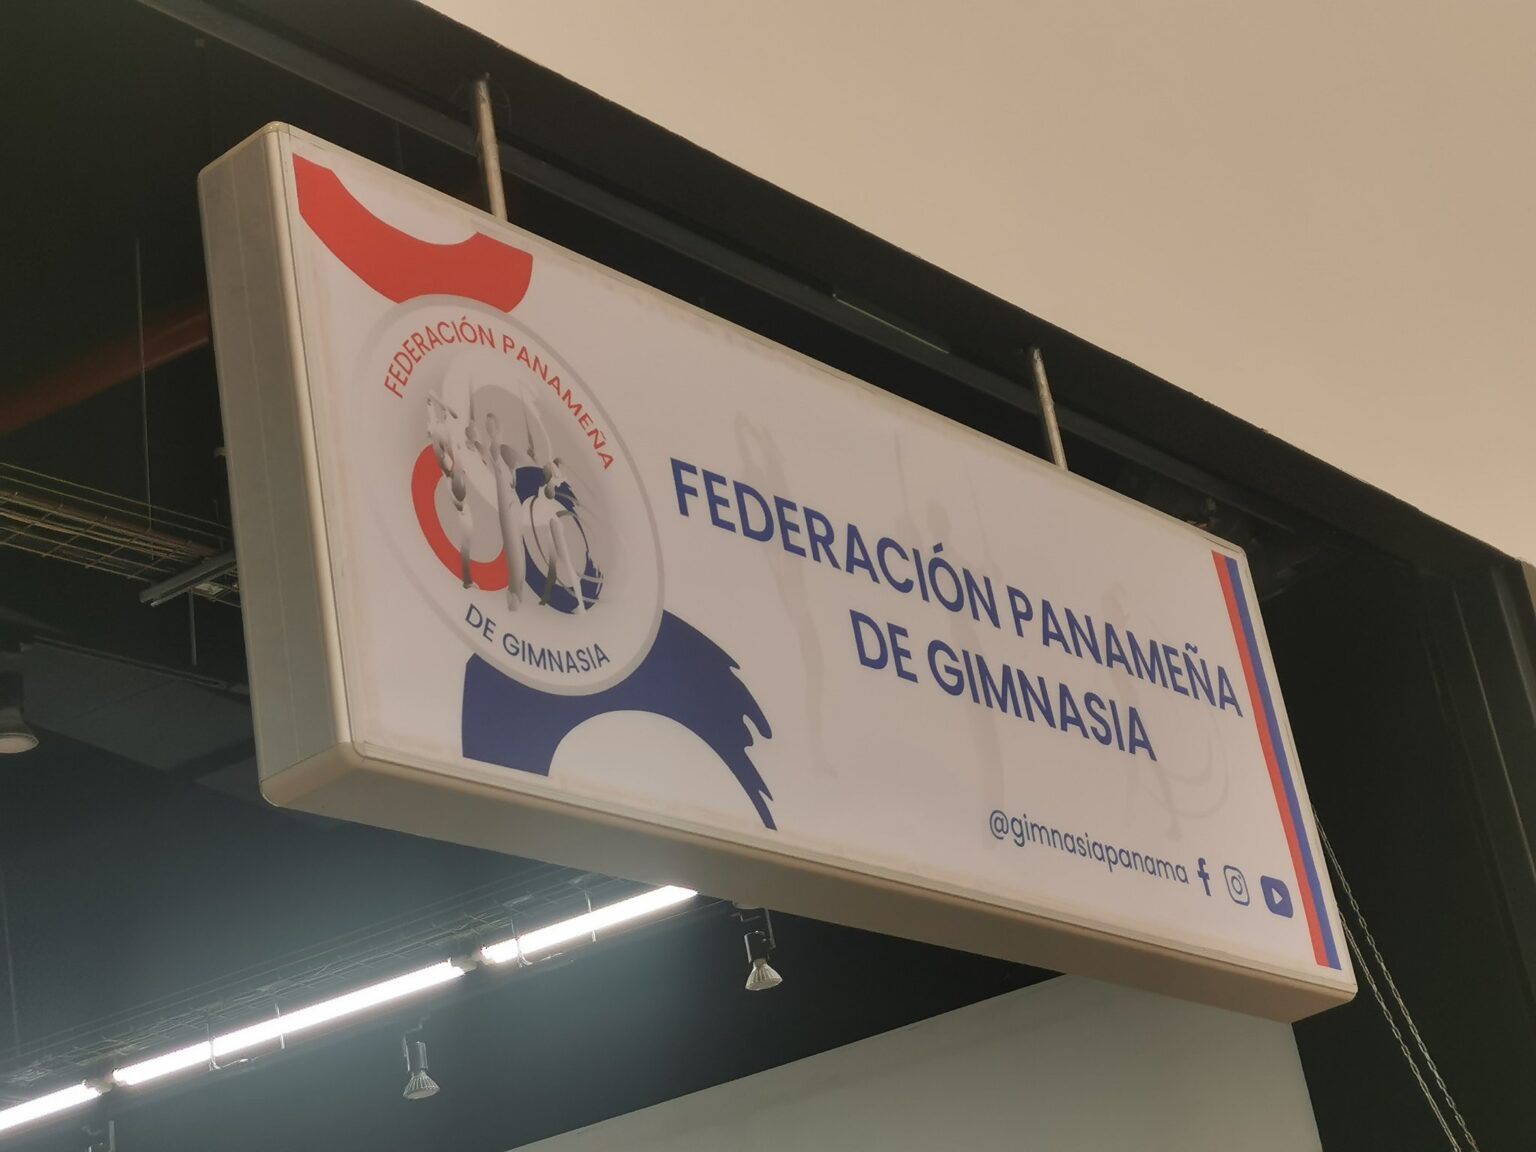 FEDERACIÓN PANAMEÑA
DE GIMNASIA
FEDERACIÓN PANAMEÑA
DE GIMNASIA
@gimnasiapanama